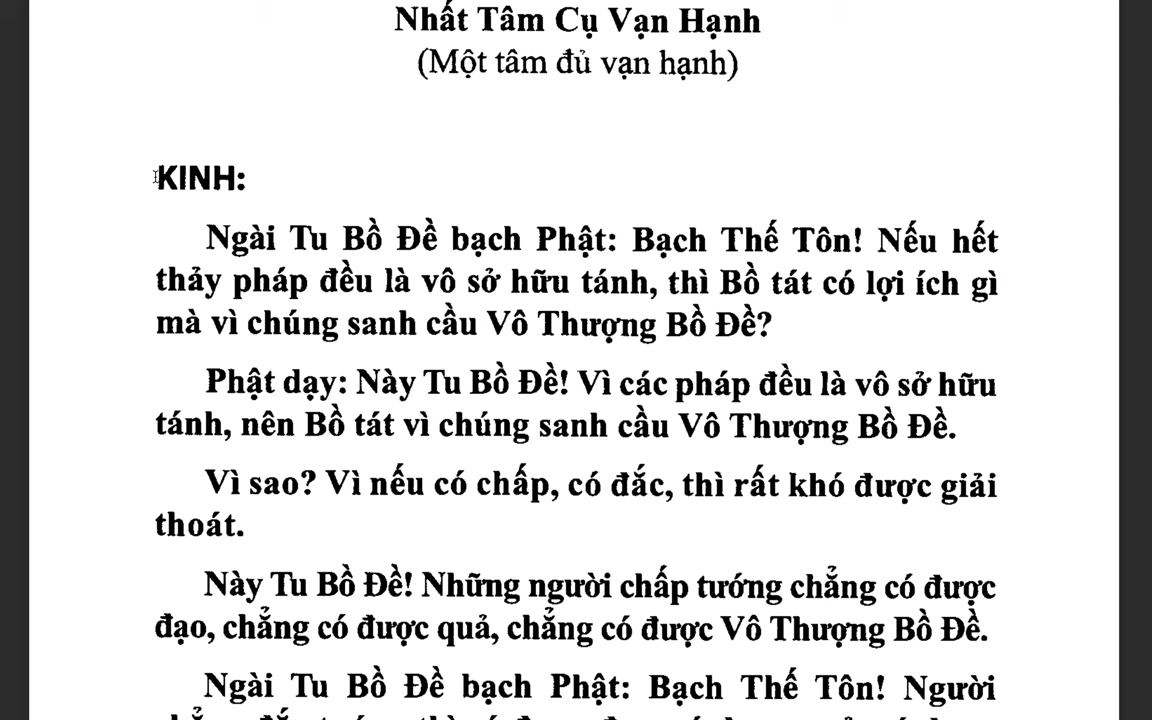 Nhất Tâm Cụ Vạn Hạnh
(Một tâm đủ vạn hạnh)
KINH:
Ngài Tu Bồ Đề bạch Phật: Bạch Thế Tôn! Nếu hết
thảy pháp đều là vô sở hữu tánh, thì Bồ tát có lợi ích gì
mà vì chúng sanh cầu Vô Thượng Bồ Đề?
Phật dạy: Này Tu Bồ Đề! Vì các pháp đều là vô sở hữu
tánh, nên Bồ tát vì chúng sanh cầu Vô Thượng Bồ Đề.
Vì sao? Vì nếu có chấp, có đắc, thì rất khó được giải
thoát.
Này Tu Bồ Đề! Những người chấp tướng chẳng có được
đạo, chẳng có được quả, chẳng có được Vô Thượng Bồ Đề.
Ngài Tu Bồ Đề bạch Phật: Bạch Thế Tôn! Người